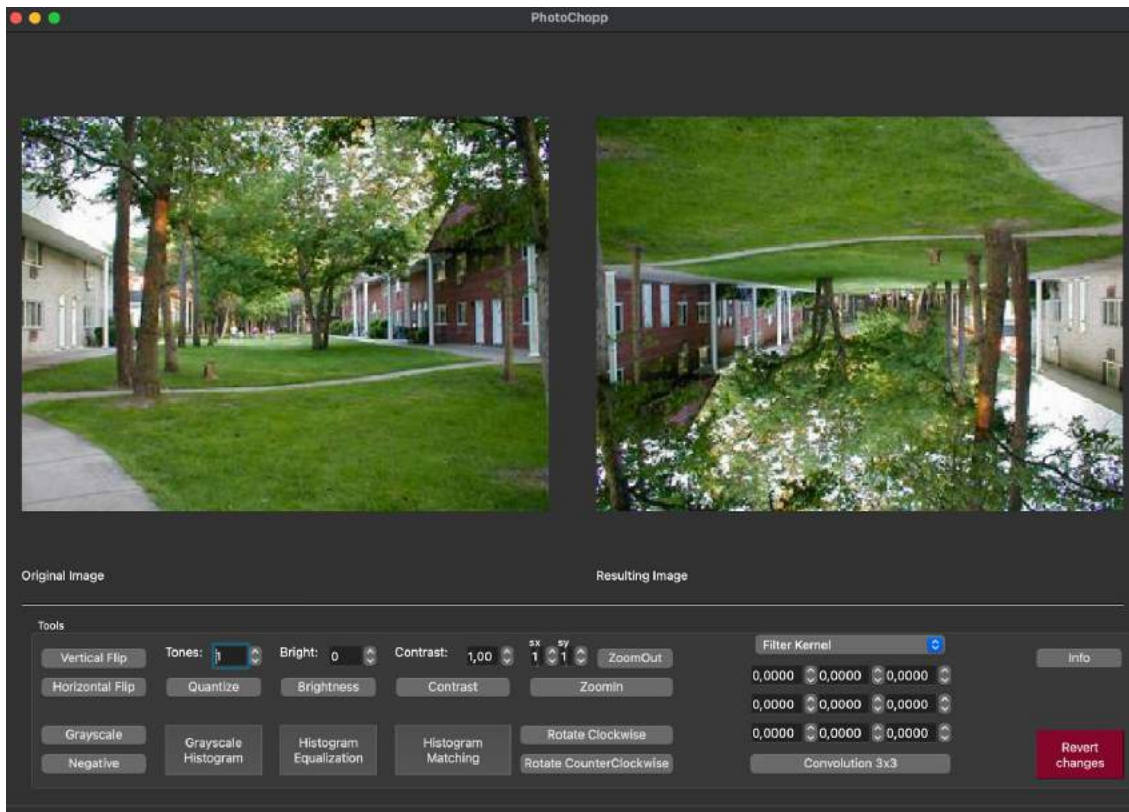 PhotoChopp
Original Image
Resulting Image
Tools
sx sy
Vertical Flip Tones: 1 Bright: 0 Contrast: 1,00 1 1 ZoomOut
Horizontal Flip Quantize Brightness Contrast ZoomIn
Grayscale
Negative
Grayscale
Histogram
Histogram
Equalization
Histogram
Matching
Rotate Clockwise
Rotate CounterClockwise
Filter Kernel
0,0000 0,0000 0,0000
0,0000 0,0000 0,0000
0,0000 0,0000 0,0000
Convolution 3x3
Info
Revert
changes